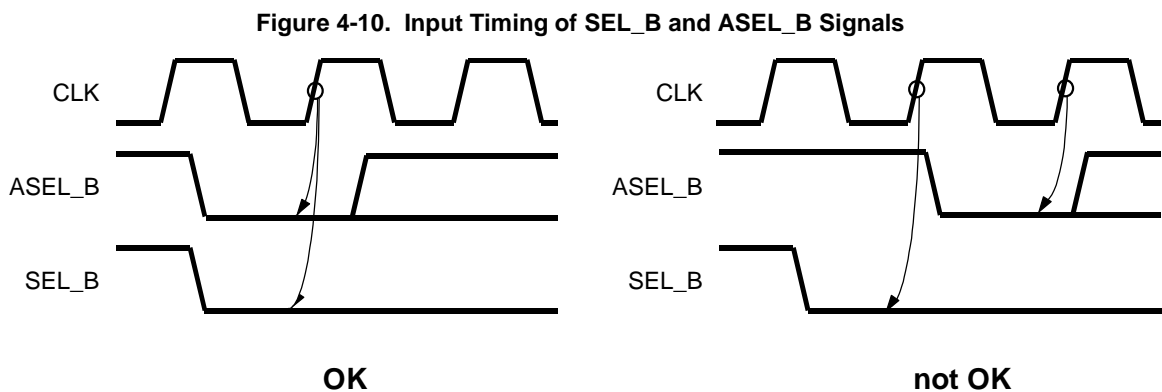 Figure 4-10. Input Timing of SEL_B and ASEL_B Signals
CLK
ASEL_B
SEL_B
OK
CLK
ASEL_B
SEL_B
not OK